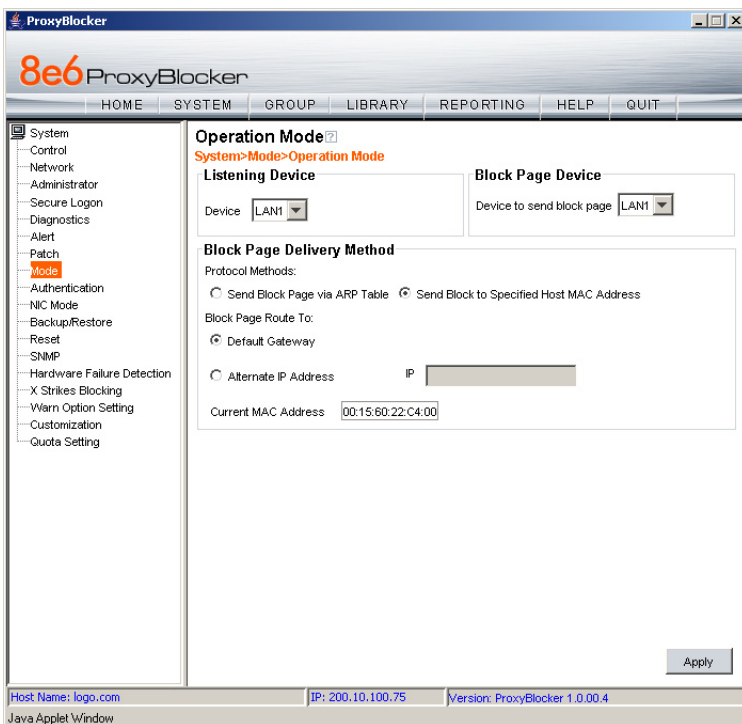 ProxyBlocker
8e6 ProxyBlocker
HOME SYSTEM GROUP LIBRARY REPORTING HELP QUIT
System
Control
Network
Administrator
Secure Logon
Diagnostics
Alert
Patch
Mode
Authentication
NIC Mode
Backup/Restore
Reset
SNMP
Hardware Failure Detection
X Strikes Blocking
Warn Option Setting
Customization
Quota Setting
Operation Mode?
System>Mode>Operation Mode
Listening Device
Device LAN1
Block Page Device
Device to send block page LAN1
Block Page Delivery Method
Protocol Methods:
Send Block Page via ARP Table Send Block to Specified Host MAC Address
Block Page Route To:
Default Gateway
Alternate IP Address IP
Current MAC Address 00:15:60:22:C4:00
Apply
Host Name: logo.com IP: 200.10.100.75 Version: ProxyBlocker 1.0.00.4
Java Applet Window